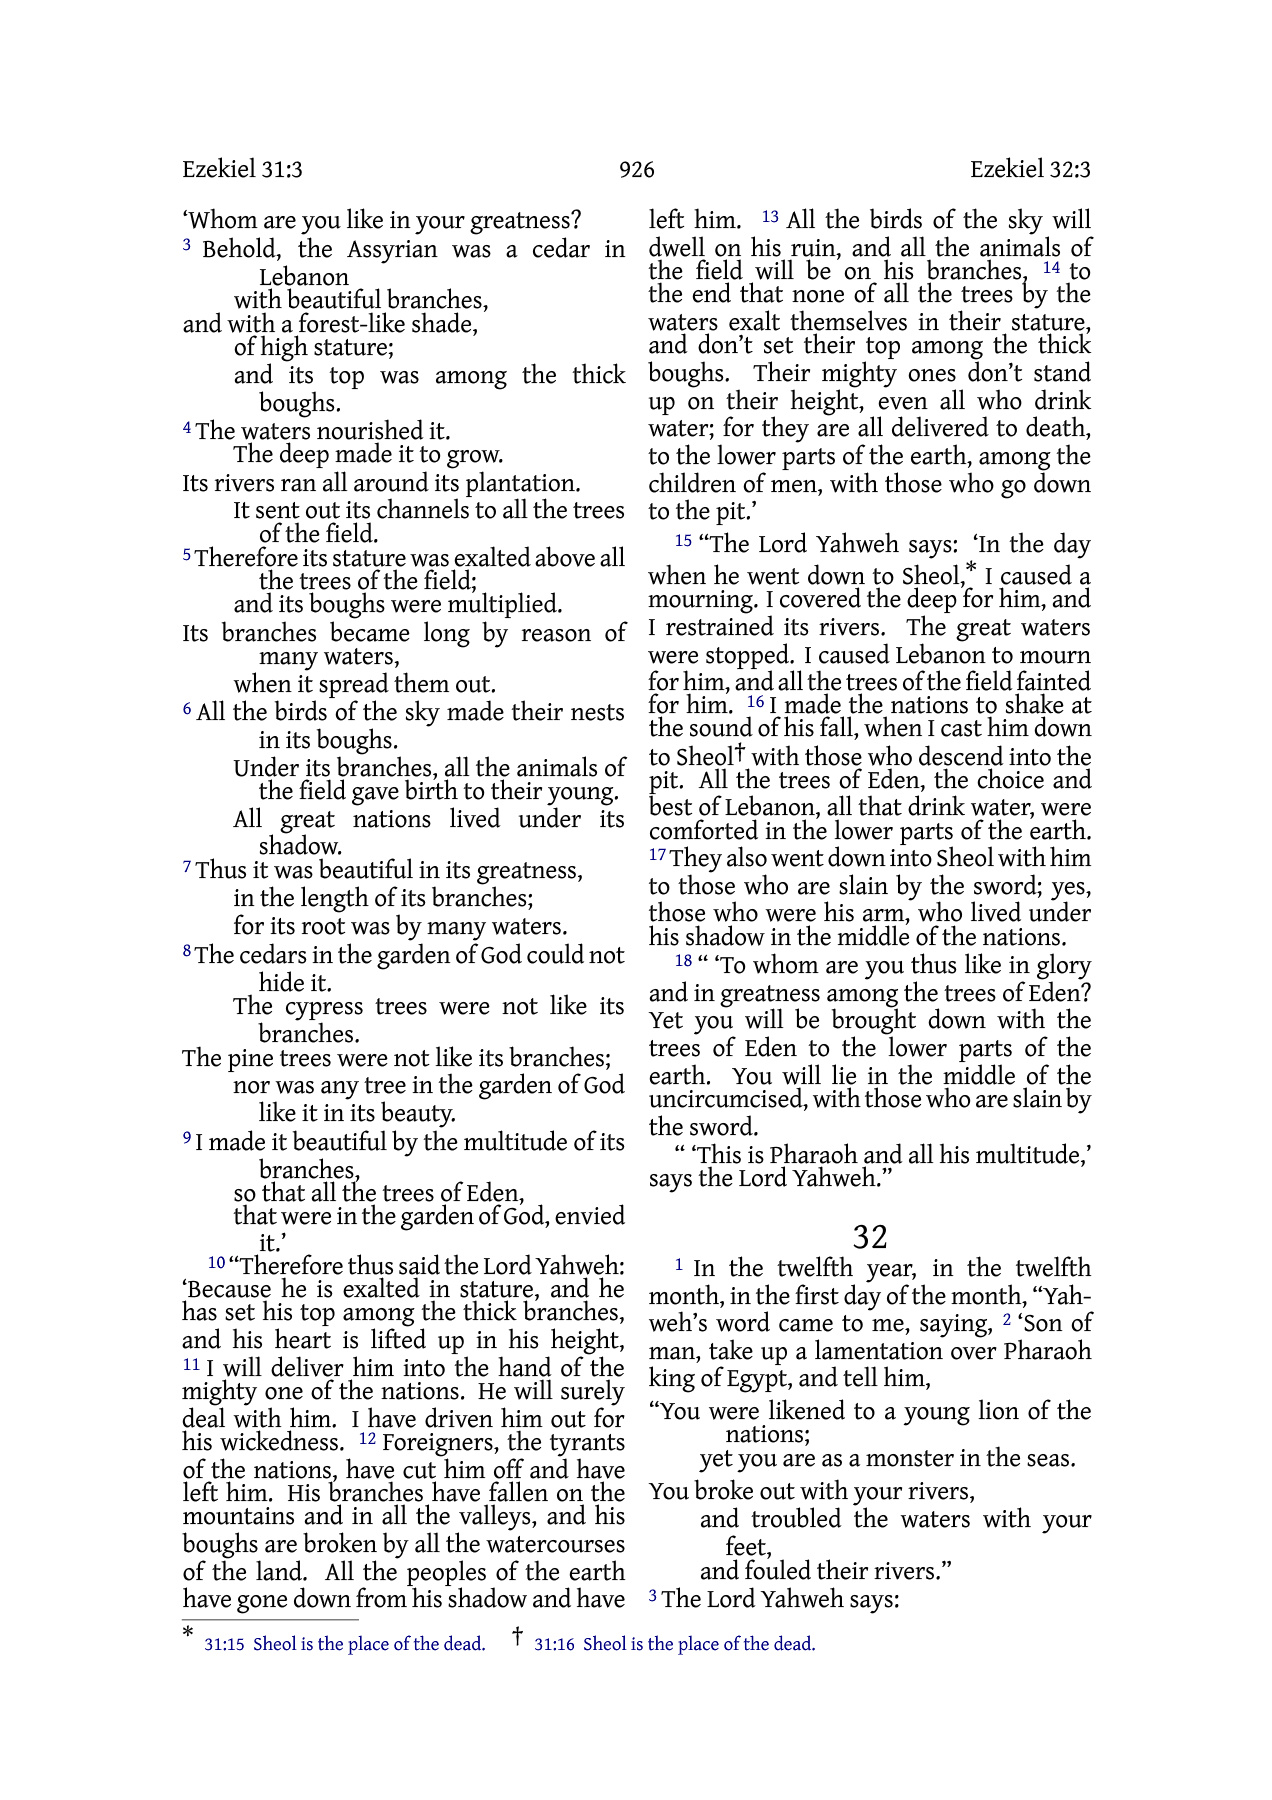 Ezekiel 31:3 926 Ezekiel 32:3
‘Whom are you like in your greatness?
3 Behold, the Assyrian was a cedar in
Lebanon
with beautiful branches,
and with a forest-like shade,
of high stature;
and its top was among the thick
boughs.
4 The waters nourished it.
The deep made it to grow.
Its rivers ran all around its plantation.
It sent out its channels to all the trees
of the field.
5 Therefore its stature was exalted above all
the trees of the field;
and its boughs were multiplied.
Its branches became long by reason of
many waters,
when it spread them out.
6 All the birds of the sky made their nests
in its boughs.
Under its branches, all the animals of
the field gave birth to their young.
All great nations lived under its
shadow.
7 Thus it was beautiful in its greatness,
in the length of its branches;
for its root was by many waters.
8 The cedars in the garden of God could not
hide it.
The cypress trees were not like its
branches.
The pine trees were not like its branches;
nor was any tree in the garden of God
like it in its beauty.
9 I made it beautiful by the multitude of its
branches,
so that all the trees of Eden,
that were in the garden of God, envied
it.’
10 “Therefore thus said the Lord Yahweh:
‘Because he is exalted in stature, and he
has set his top among the thick branches,
and his heart is lifted up in his height,
11 I will deliver him into the hand of the
mighty one of the nations. He will surely
deal with him. I have driven him out for
his wickedness. 12 Foreigners, the tyrants
of the nations, have cut him off and have
left him. His branches have fallen on the
mountains and in all the valleys, and his
boughs are broken by all the watercourses
of the land. All the peoples of the earth
have gone down from his shadow and have
left him. 13 All the birds of the sky will
dwell on his ruin, and all the animals of
the field will be on his branches, 14 to
the end that none of all the trees by the
waters exalt themselves in their stature,
and don’t set their top among the thick
boughs. Their mighty ones don’t stand
up on their height, even all who drink
water; for they are all delivered to death,
to the lower parts of the earth, among the
children of men, with those who go down
to the pit.’
15 “The Lord Yahweh says: ‘In the day
when he went down to Sheol,* I caused a
mourning. I covered the deep for him, and
I restrained its rivers. The great waters
were stopped. I caused Lebanon to mourn
for him, and all the trees of the field fainted
for him. 16 I made the nations to shake at
the sound of his fall, when I cast him down
to Sheol† with those who descend into the
pit. All the trees of Eden, the choice and
best of Lebanon, all that drink water, were
comforted in the lower parts of the earth.
17 They also went down into Sheol with him
to those who are slain by the sword; yes,
those who were his arm, who lived under
his shadow in the middle of the nations.
18 “ ‘To whom are you thus like in glory
and in greatness among the trees of Eden?
Yet you will be brought down with the
trees of Eden to the lower parts of the
earth. You will lie in the middle of the
uncircumcised, with those who are slain by
the sword.
“ ‘This is Pharaoh and all his multitude,’
says the Lord Yahweh.”
32
1 In the twelfth year, in the twelfth
month, in the first day of the month, “Yah-
weh’s word came to me, saying, 2 ‘Son of
man, take up a lamentation over Pharaoh
king of Egypt, and tell him,
“You were likened to a young lion of the
nations;
yet you are as a monster in the seas.
You broke out with your rivers,
and troubled the waters with your
feet,
and fouled their rivers.”
3 The Lord Yahweh says:
* 31:15 Sheol is the place of the dead. † 31:16 Sheol is the place of the dead.